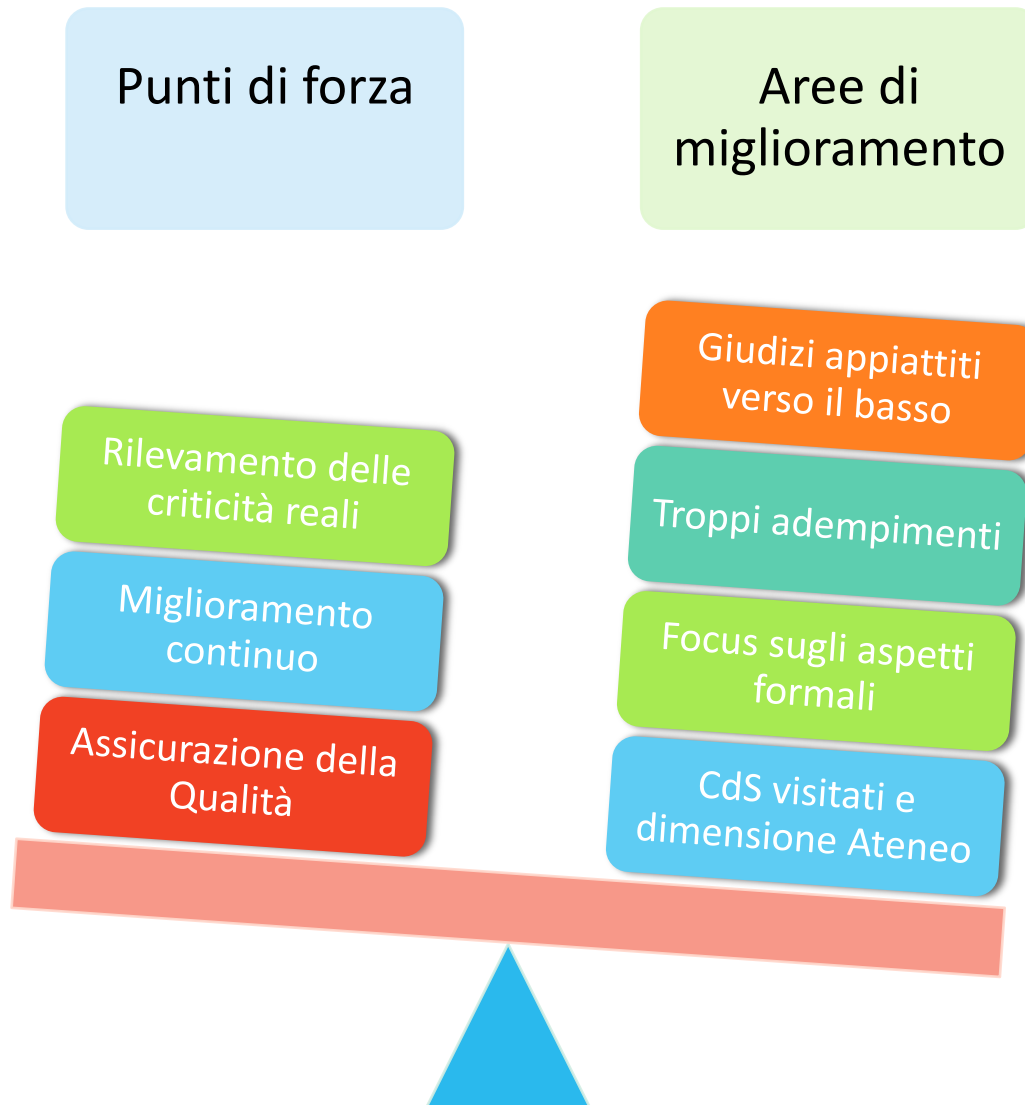 Punti di forza
Aree di
miglioramento
Rilevamento delle
criticità reali
Miglioramento
continuo
Assicurazione della
Qualità
Giudizi appiattiti
verso il basso
Troppi adempimenti
Focus sugli aspetti
formali
CdS visitati e
dimensione Ateneo